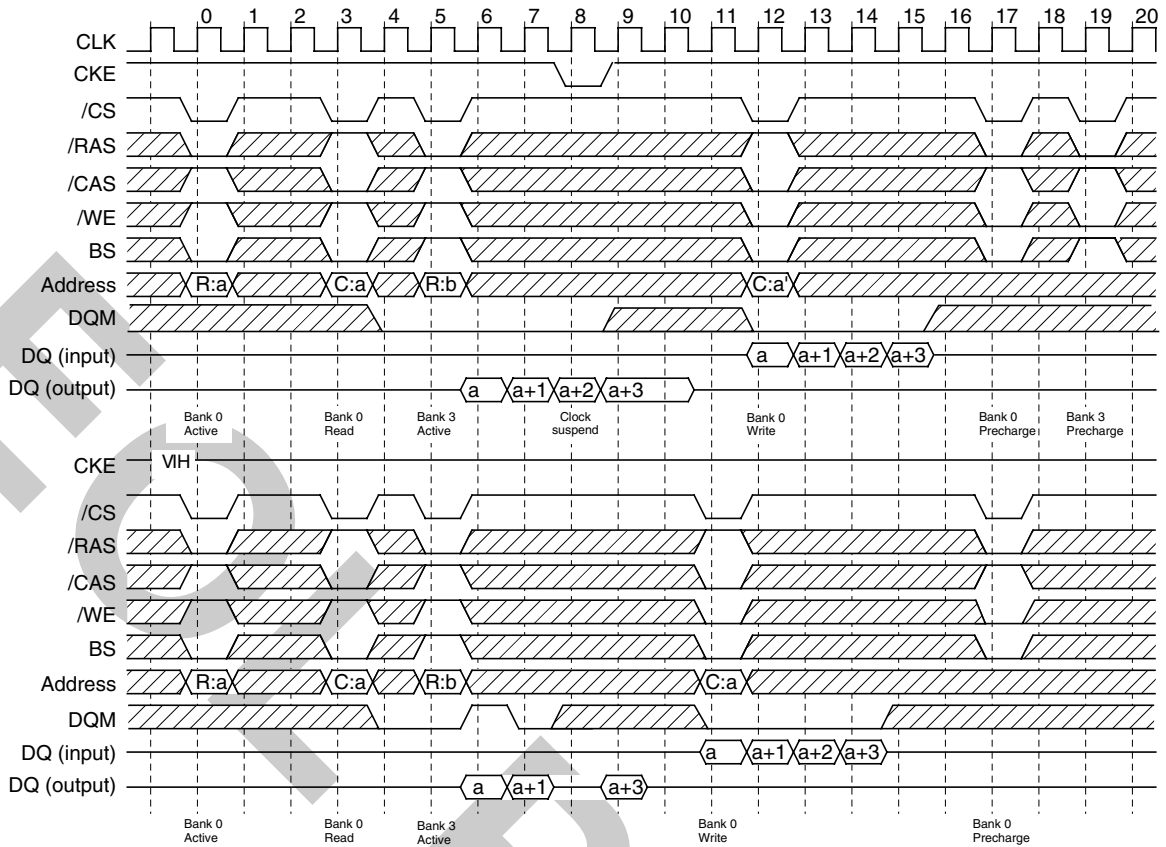 0 1 2 3 4 5 6 7 8 9 10 11 12 13 14 15 16 17 18 19 20
CLK
CKE
/CS
/RAS
/CAS
/WE
BS
Address R:a C:a R:b C:a'
DQM
DQ (input) a a+1 a+2 a+3
DQ (output) a a+1 a+2 a+3
Bank 0 Bank 0 Bank 3 Clock Bank 0 Bank 0 Bank 3
Active Read Active suspend Write Precharge Precharge
CKE VIH
/CS
/RAS
/CAS
/WE
BS
Address R:a C:a R:b C:a
DQM
DQ (input) a a+1 a+2 a+3
DQ (output) a a+1 a+3
Bank 0 Bank 0 Bank 3 Bank 0 Bank 0
Active Read Active Write Precharge